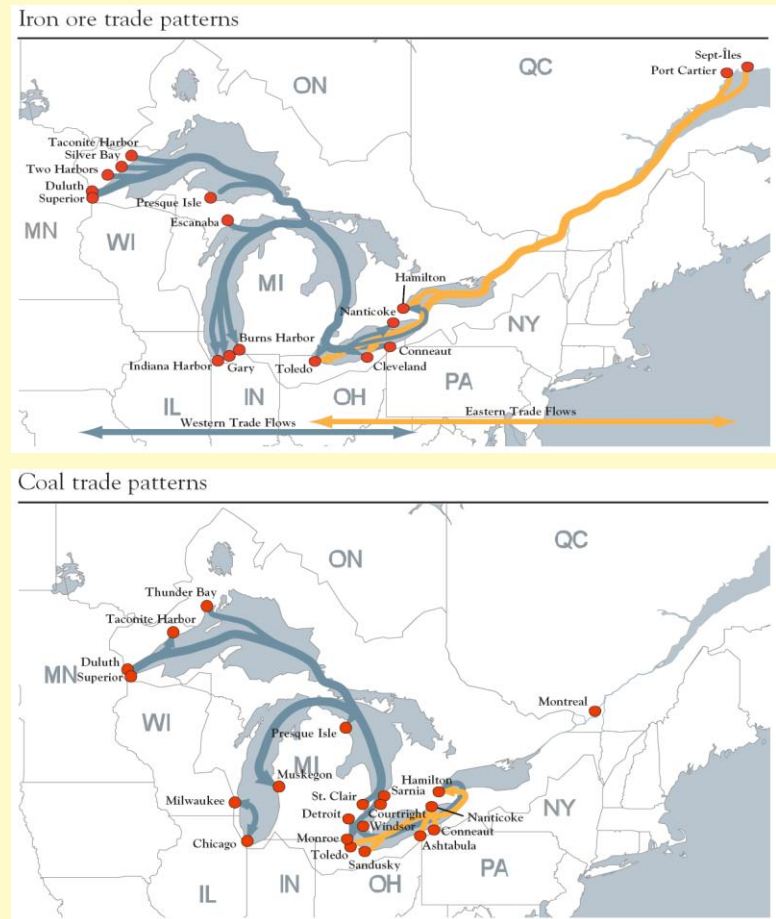 Iron ore trade patterns
Sept-Îles
Port Cartier
QC
ON
Taconite Harbor
Silver Bay
Two Harbors
Duluth
Superior
Presque Isle
Escanaba
MN
WI
MI
Hamilton
Nanticoke
NY
Burns Harbor
Conneaut
Indiana Harbor
Gary
Toledo
Cleveland
PA
IL
IN
OH
Western Trade Flows
Eastern Trade Flows
Coal trade patterns
QC
ON
Thunder Bay
Taconite Harbor
Duluth
MN
Superior
Montreal
WI
Presque Isle
MI
Muskegon
Hamilton
Sarnia
St. Clair
Milwaukee
Courtright
Nanticoke
NY
Detroit
Windsor
Conneaut
Monroe
Ashtabula
Chicago
Toledo
Sandusky
PA
IL
IN
OH